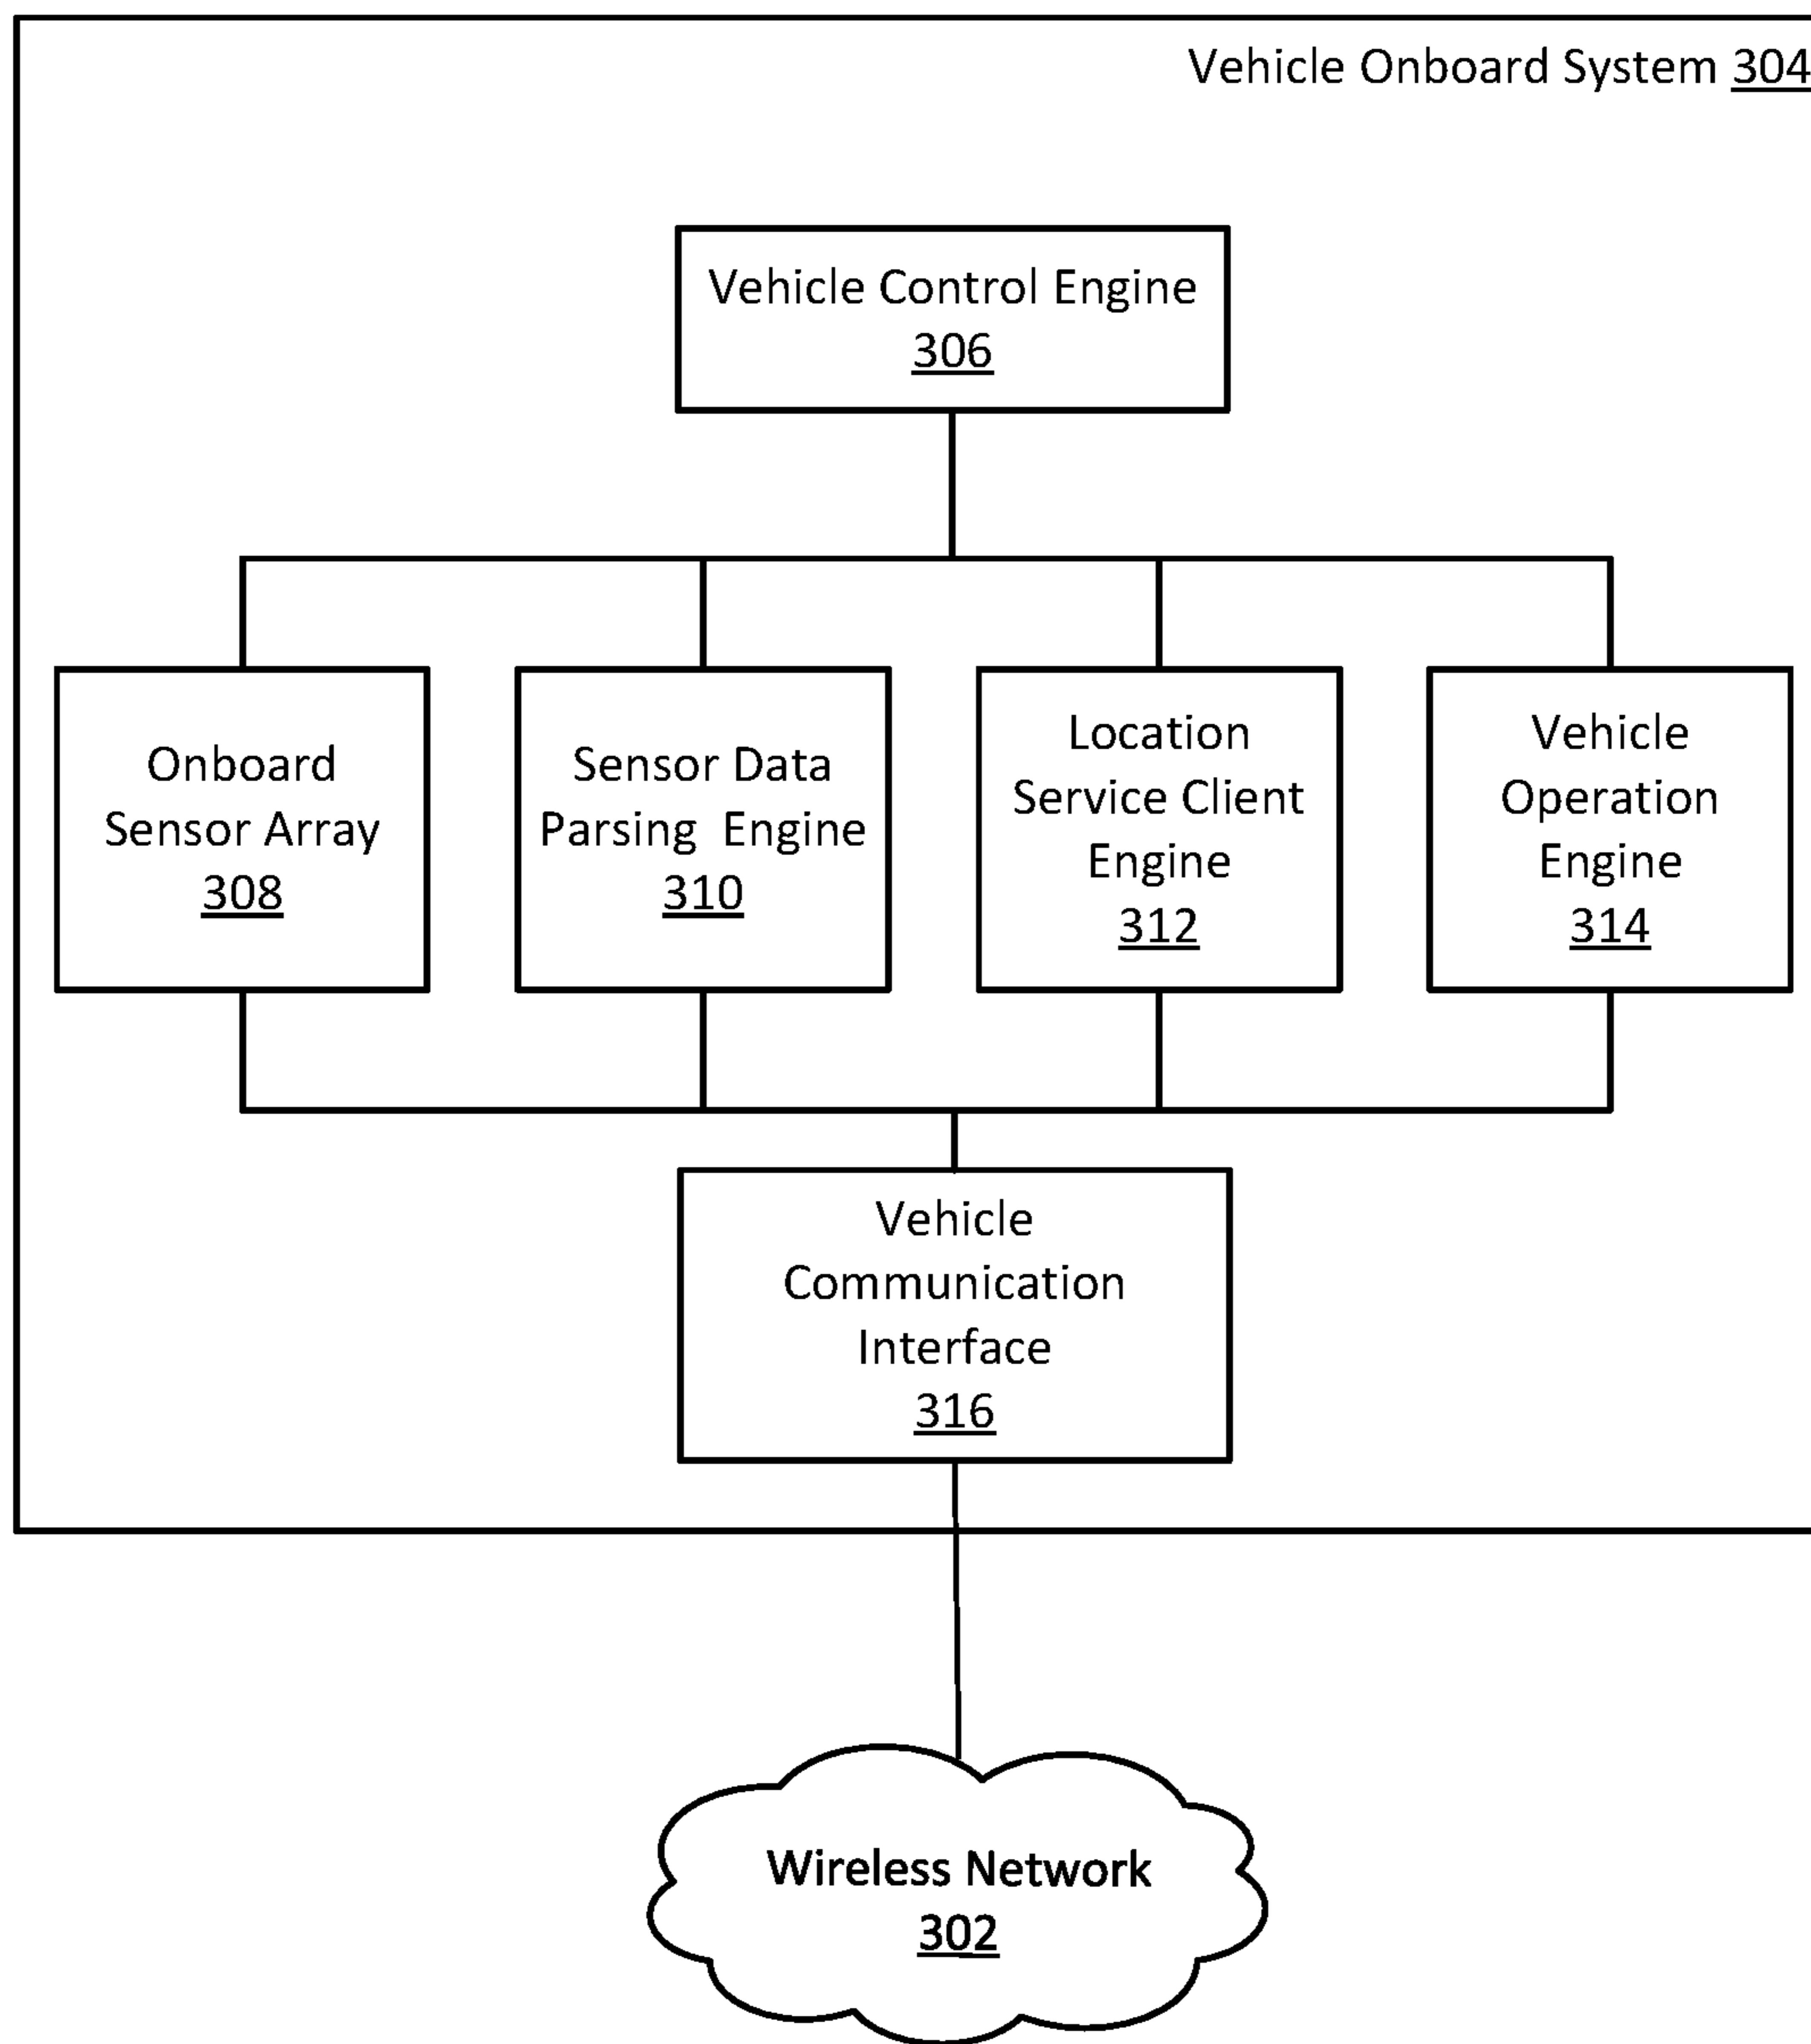 Vehicle Onboard System 304
Vehicle Control Engine
306
Onboard
Sensor Array
308
Sensor Data
Parsing Engine
310
Location
Service Client
Engine
312
Vehicle
Operation
Engine
314
Vehicle
Communication
Interface
316
Wireless Network
302